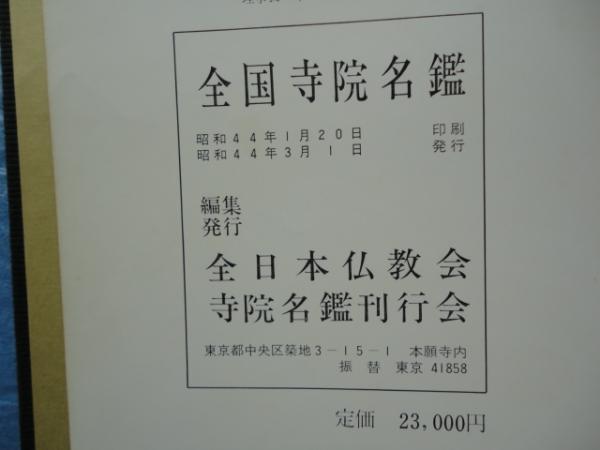 全国寺院名鑑
昭和44年1月20日 印刷
昭和44年3月1日 発行
編集
発行
全日本仏教会
寺院名鑑刊行会
東京都中央区築地3-15-1 本願寺内
振替 東京 41858
定価 23,000円